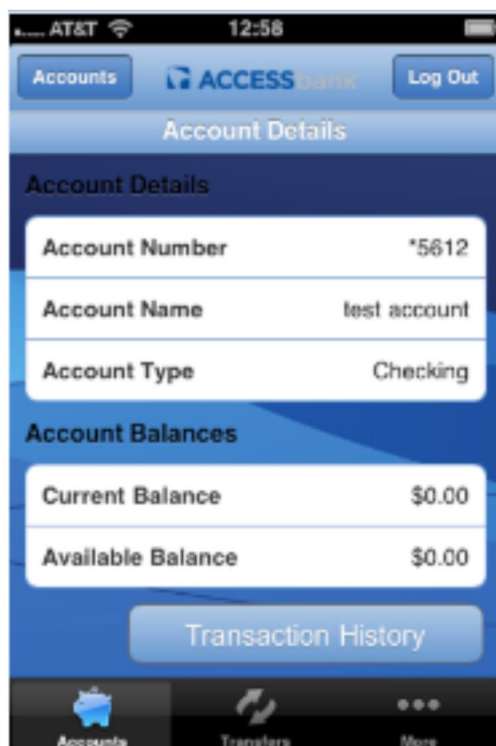 AT&T 12:58
Accounts ACCESSbank Log Out
Account Details
Account Details
Account Number *5612
Account Name test account
Account Type Checking
Account Balances
Current Balance $0.00
Available Balance $0.00
Transaction History
Accounts Transfers More